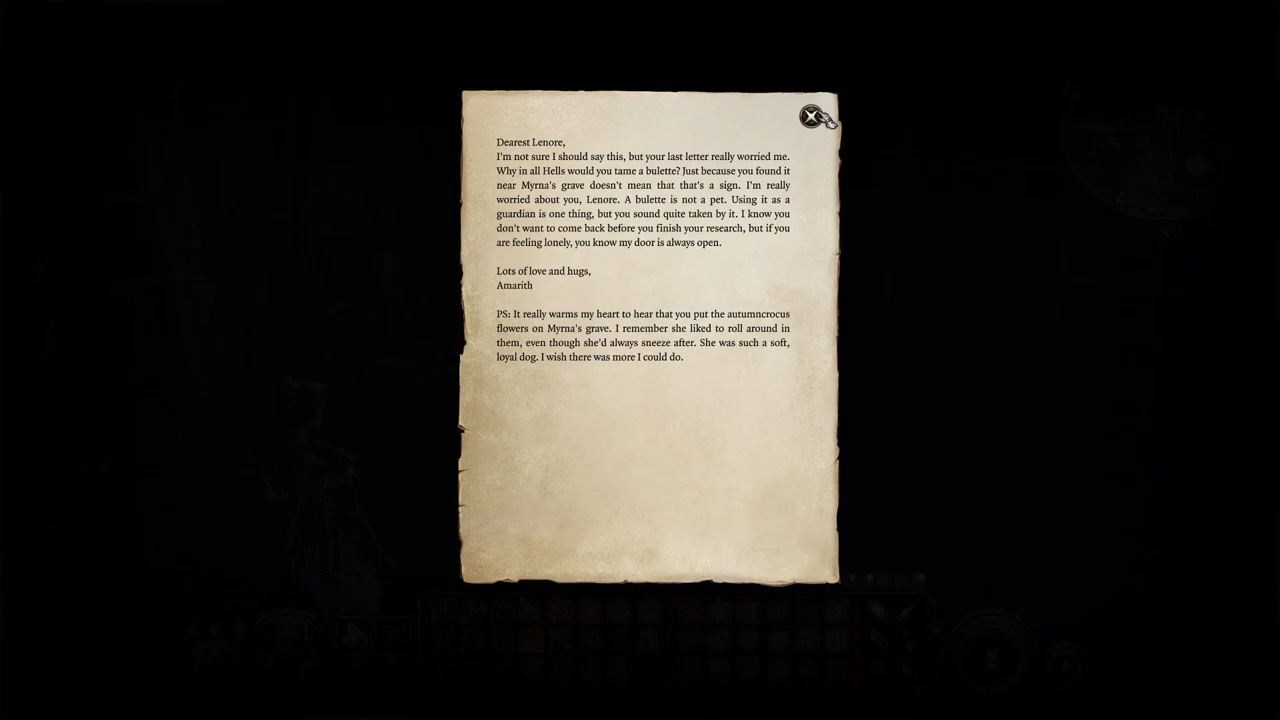 Dearest Lenore,
I'm not sure I should say this, but your last letter really worried me.
Why in all Hells would you tame a bulette? Just because you found it
near Myrna's grave doesn't mean that that's a sign. I'm really
worried about you, Lenore. A bulette is not a pet. Using it as a
guardian is one thing, but you sound quite taken by it. I know you
don't want to come back before you finish your research, but if you
are feeling lonely, you know my door is always open.
Lots of love and hugs,
Amarith
PS: It really warms my heart to hear that you put the autumncrocus
flowers on Myrna's grave. I remember she liked to roll around in
them, even though she'd always sneeze after. She was such a soft,
loyal dog. I wish there was more I could do.